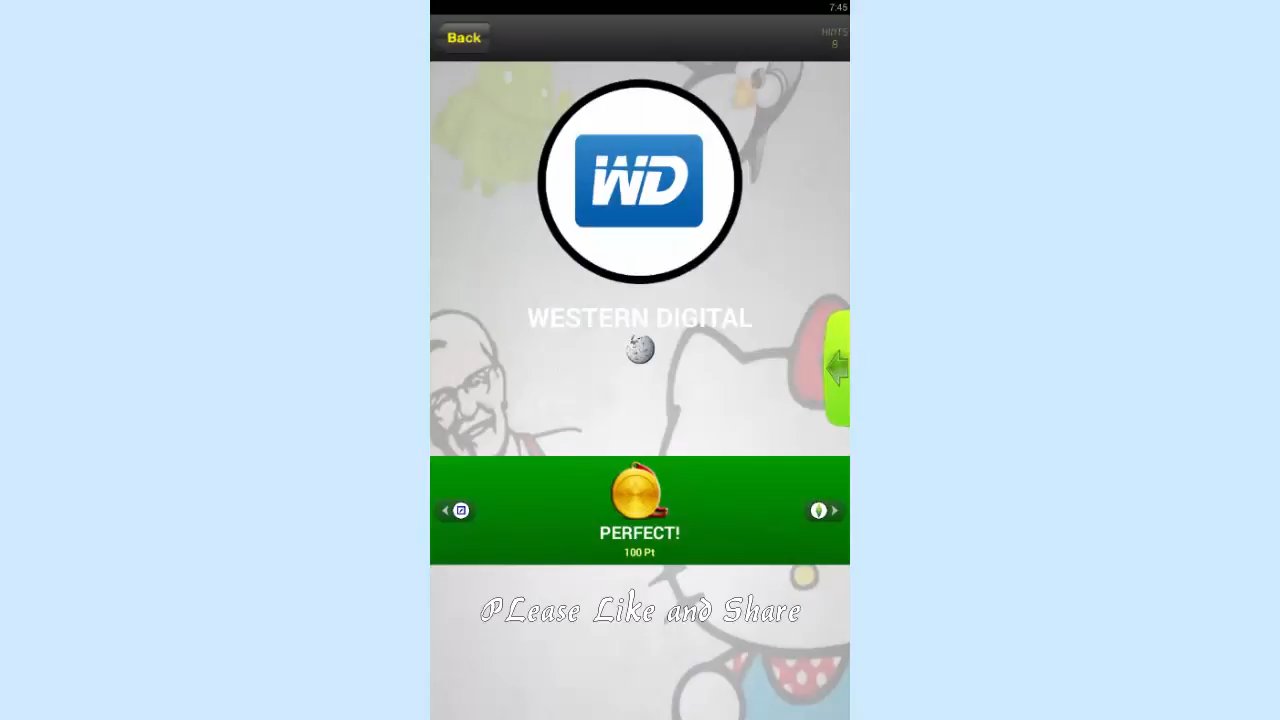 7:45
Back
HINTS
8
WD
WESTERN DIGITAL
PERFECT!
100 Pt
PLease Like and Share